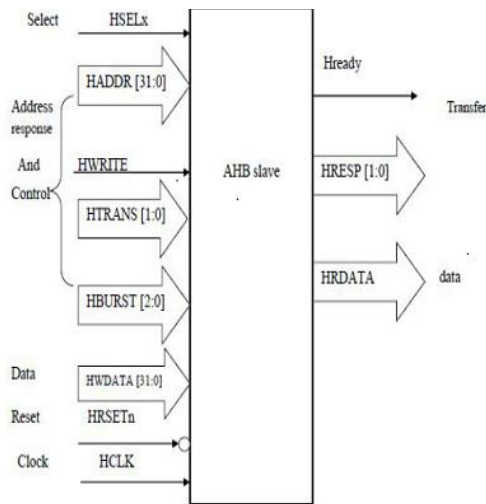 Select HSELx
HADDR [31:0]
Address
response
And
Control
HWRITE
HTRANS [1:0]
HBURST [2:0]
Data
HWDATA [31:0]
Reset HRSETn
Clock HCLK
AHB slave
Hready
Transfer
HRESP [1:0]
HRDATA
data